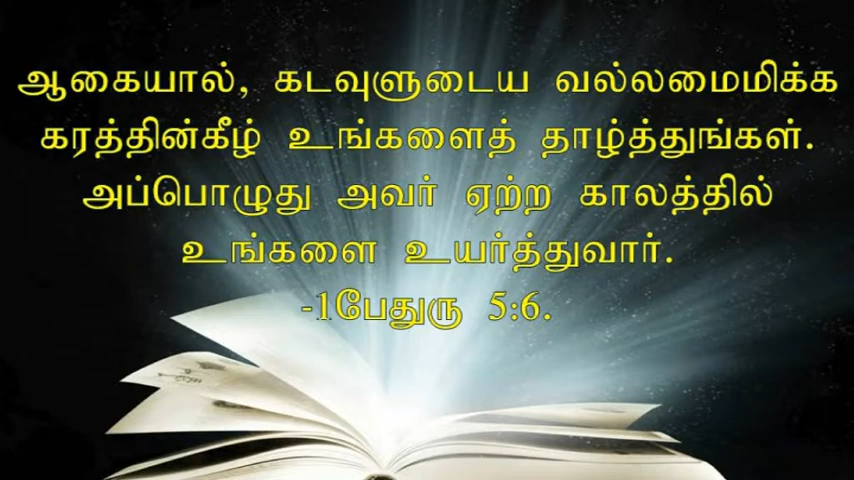 ஆகையால், கடவுளுடைய வல்லமைமிக்க
கரத்தின்கீழ் உங்களைத் தாழ்த்துங்கள்.
அப்பொழுது அவர் ஏற்ற காலத்தில்
உங்களை உயர்த்துவார்.
-1பேதுரு 5:6.